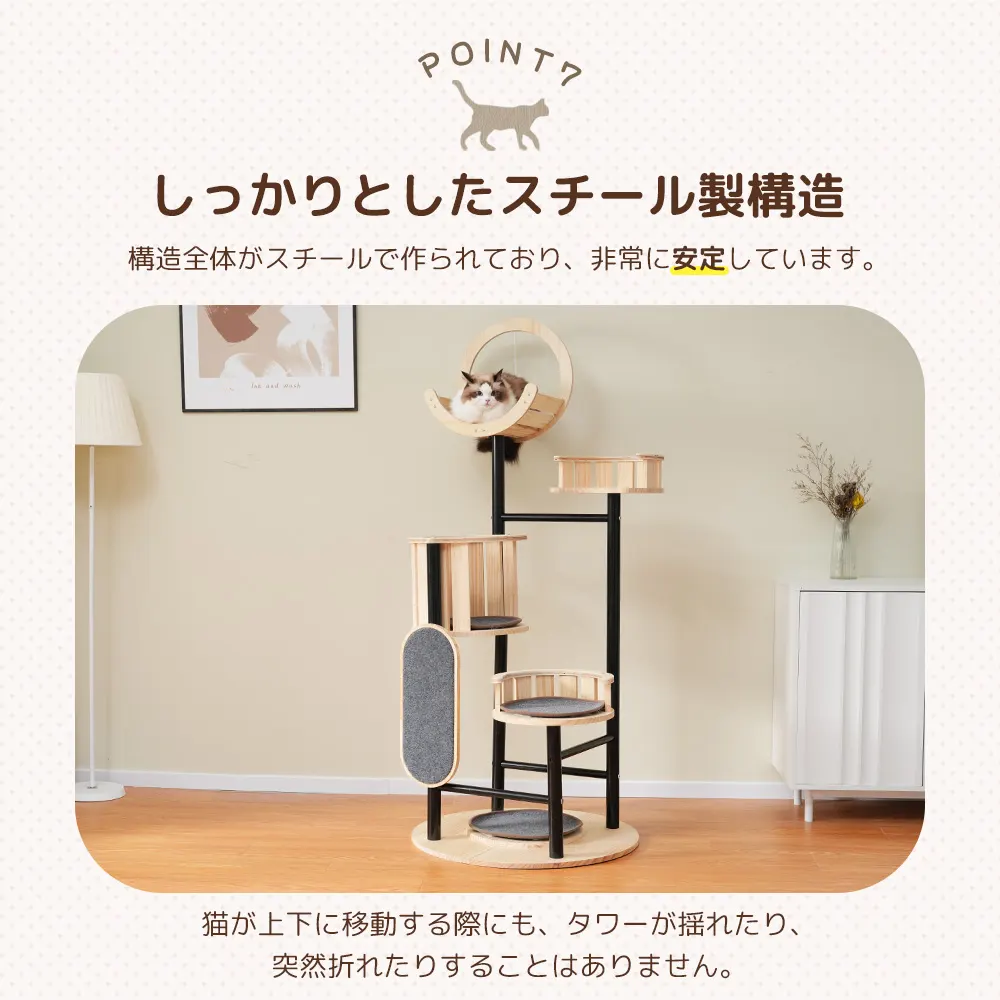 POINT7
しっかりとしたスチール製構造
構造全体がスチールで作られており、非常に安定しています。
Ink and wash
猫が上下に移動する際にも、タワーが揺れたり、
突然折れたりすることはありません。